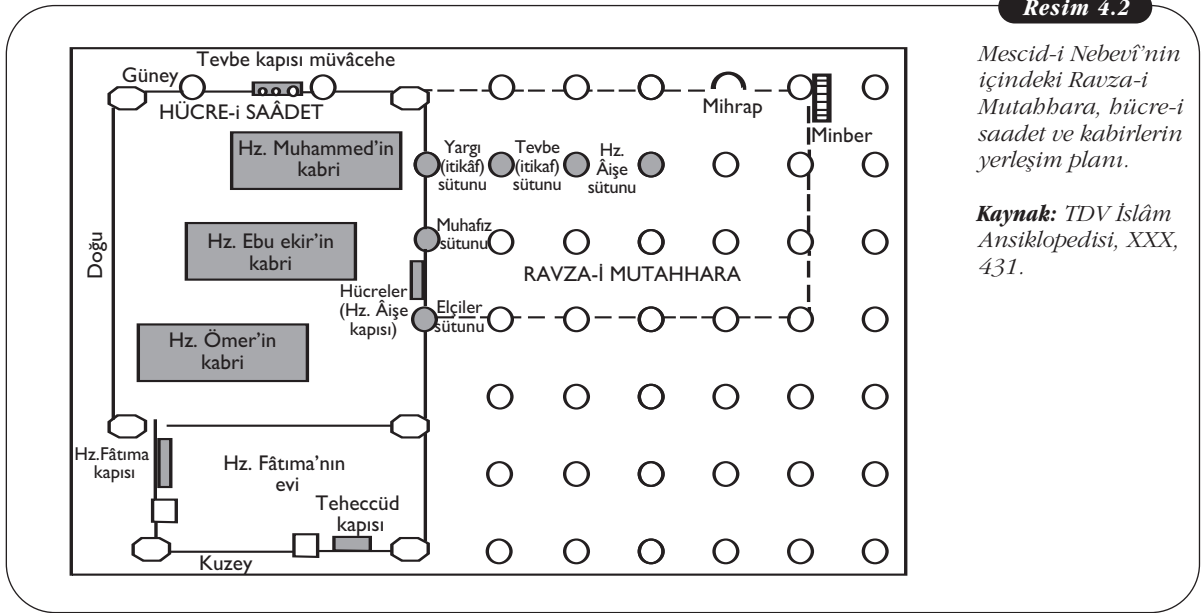 Resim 4.2
Mescid-i Nebevî’nin
içindeki Ravza-i
Mutahhara, hücre-i
saadet ve kabirlerin
yerleşim planı.
Kaynak: TDV İslâm
Ansiklopedisi, XXX,
431.
Tevbe kapısı müvâcehe
Güney
HÜCRE-i SAÂDET
Mihrap
Minber
Hz. Muhammed’in
kabri
Yargı
(itikâf)
sütunu
Tevbe
(itikaf)
sütunu
Hz.
Âişe
sütunu
Doğu
Hz. Ebu ekir’in
kabri
Muhafız
sütunu
RAVZA-İ MUTAHHARA
Hücreler
(Hz. Âişe
kapısı)
Elçiler
sütunu
Hz. Ömer’in
kabri
Hz.Fâtıma
kapısı
Hz. Fâtıma’nın
evi
Teheccüd
kapısı
Kuzey